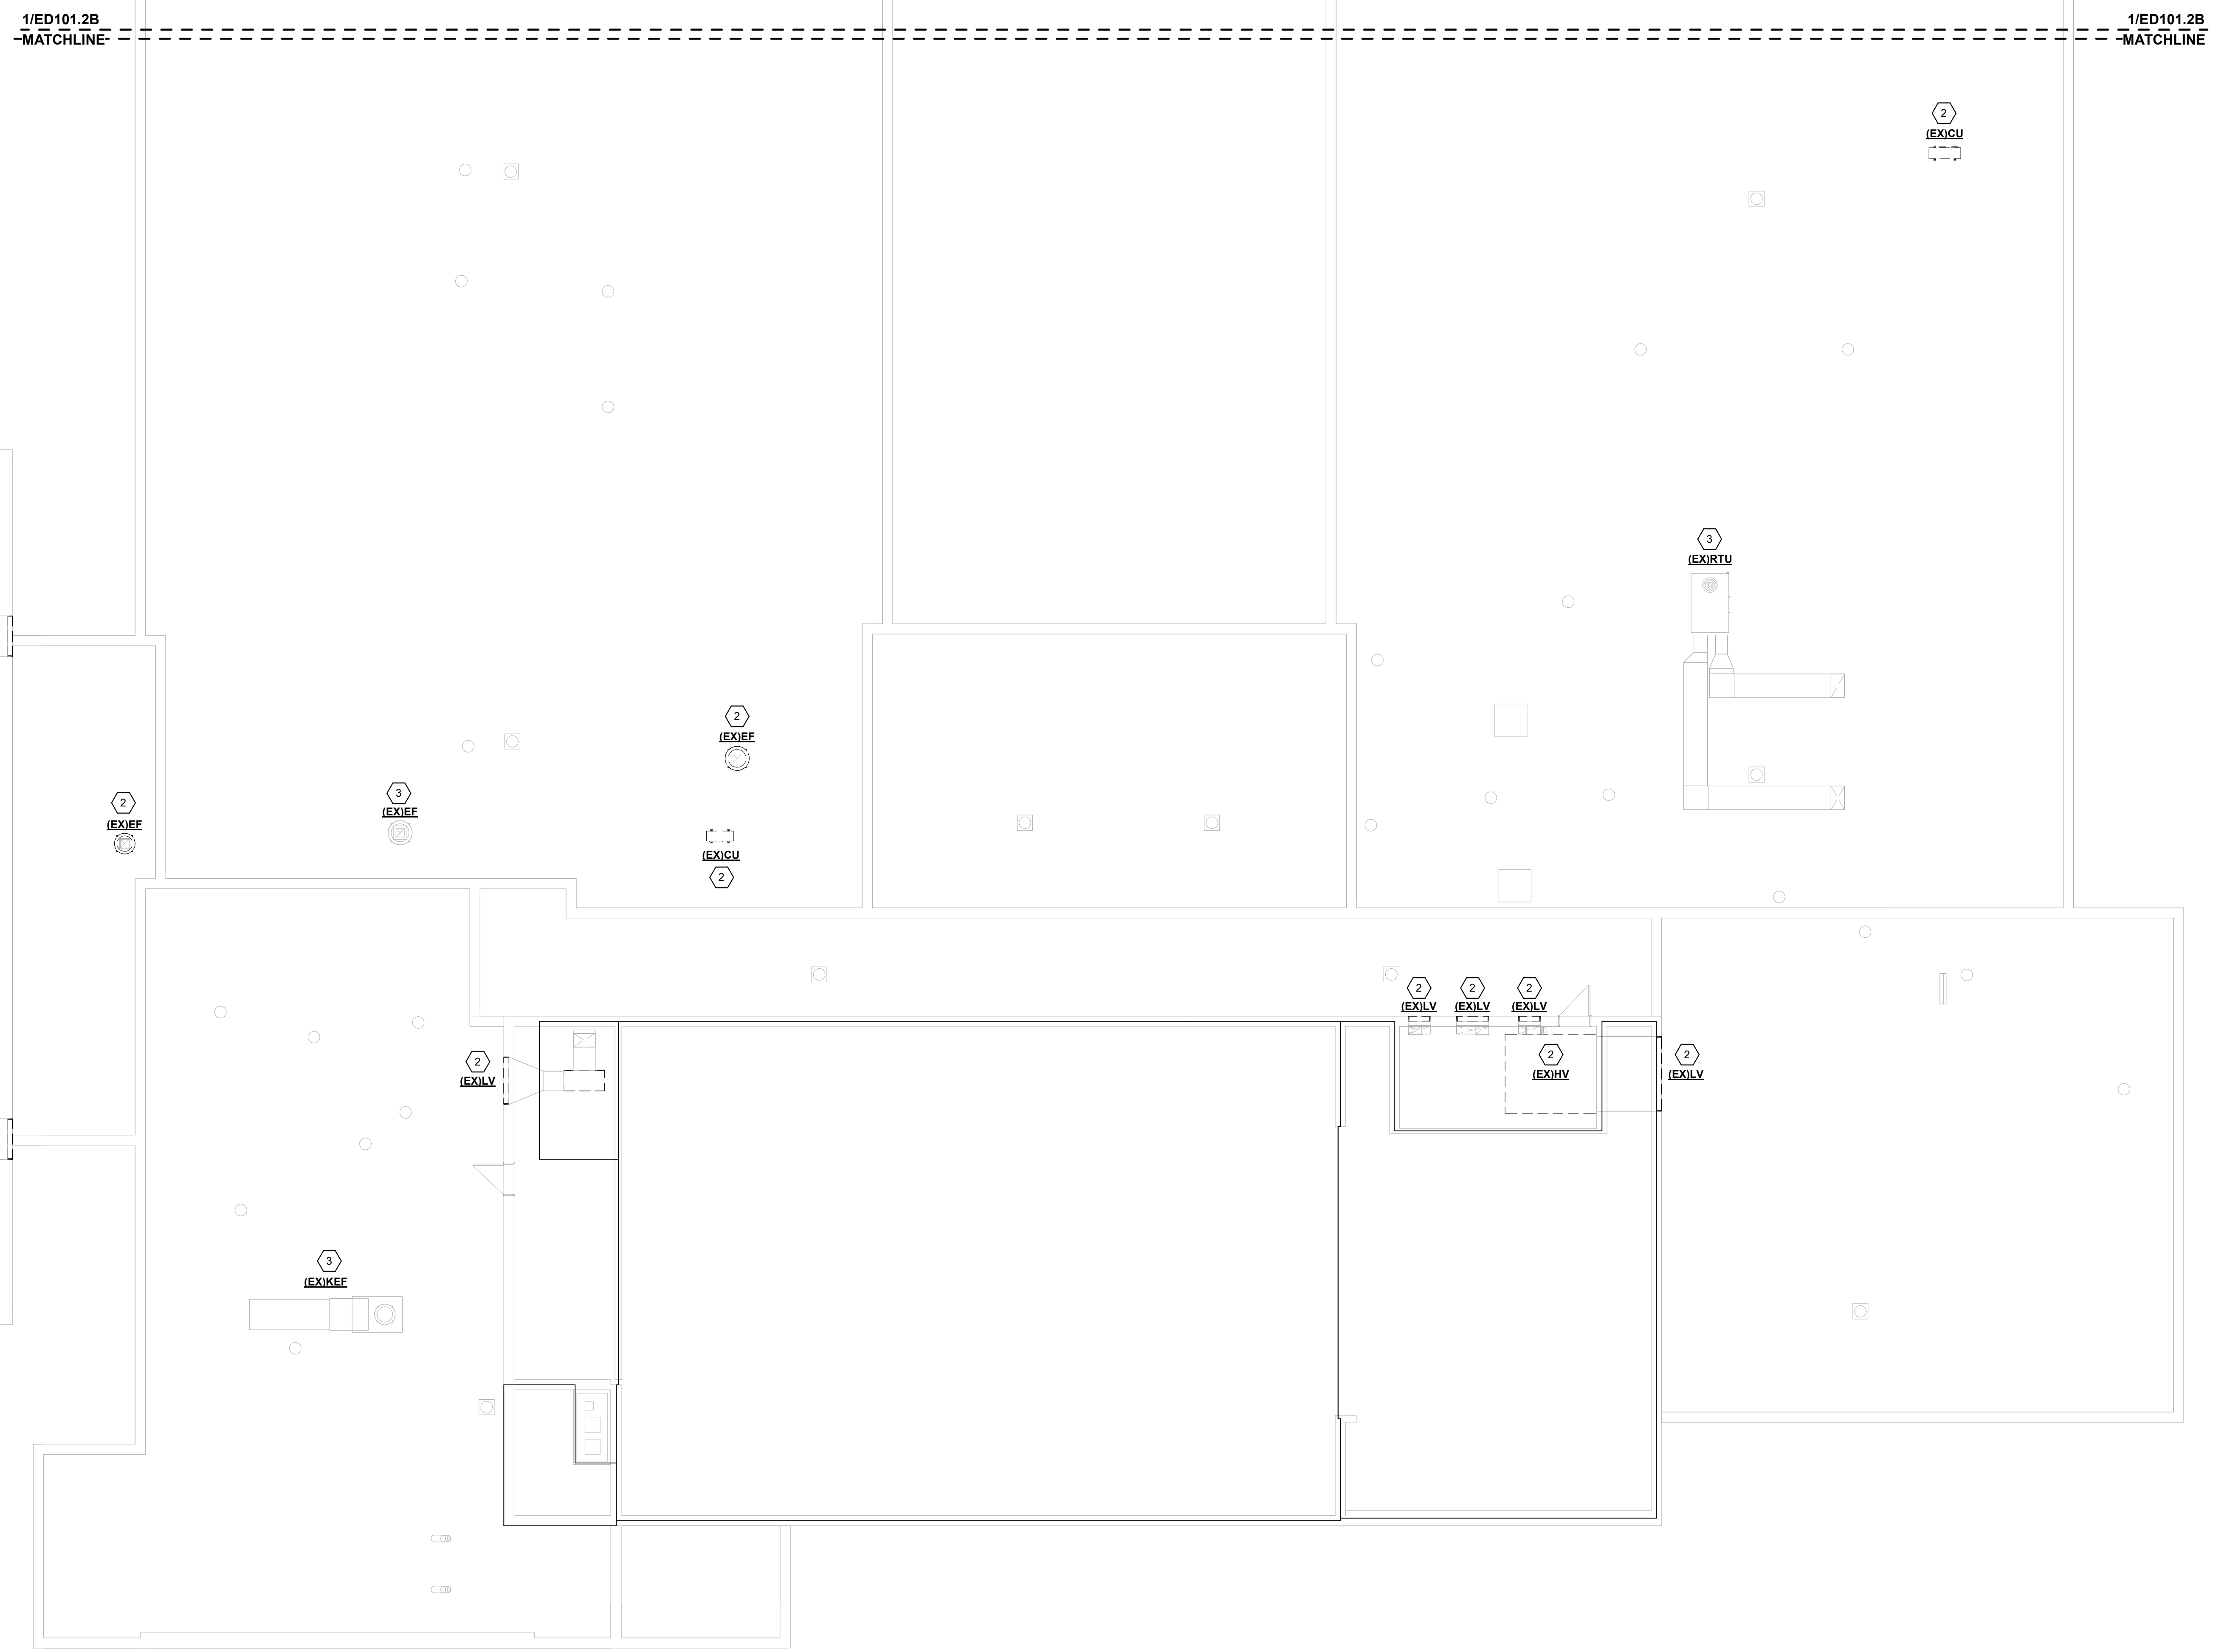 1/ED101.2B
1/ED101.2B
MATCHLINE
MATCHLINE
2
(EX)CU
3
(EX)RTU
2
(EX)EF
3
(EX)EF
2
(EX)EF
(EX)CU
2
2
(EX)LV
2
(EX)LV
2
(EX)LV
2
(EX)LV
2
(EX)HV
2
(EX)LV
3
(EX)KEF